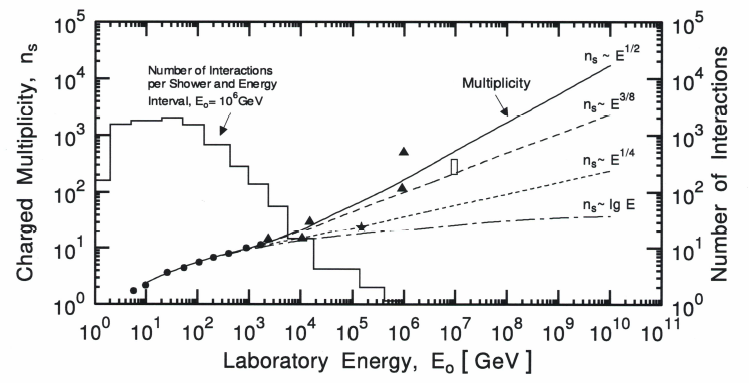 10^5
10^4
10^3
10^2
10^1
10^0
Charged Multiplicity, n_s
Number of Interactions
per Shower and Energy
Interval, E_o= 10^6GeV
Multiplicity
n_s ~ E^1/2
n_s~ E^3/8
n_s ~ E^1/4
n_s~ lg E
10^5
10^4
10^3
10^2
10^1
10^0
Number of Interactions
10^0 10^1 10^2 10^3 10^4 10^5 10^6 10^7 10^8 10^9 10^10 10^11
Laboratory Energy, E_o [ GeV ]